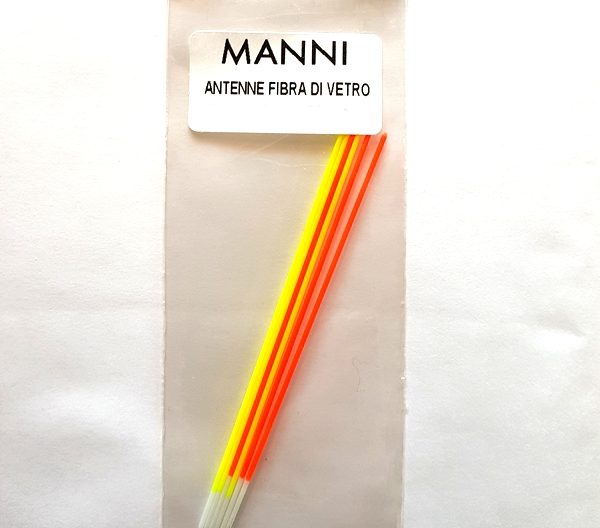 MANNI
ANTENNE FIBRA DI VETRO